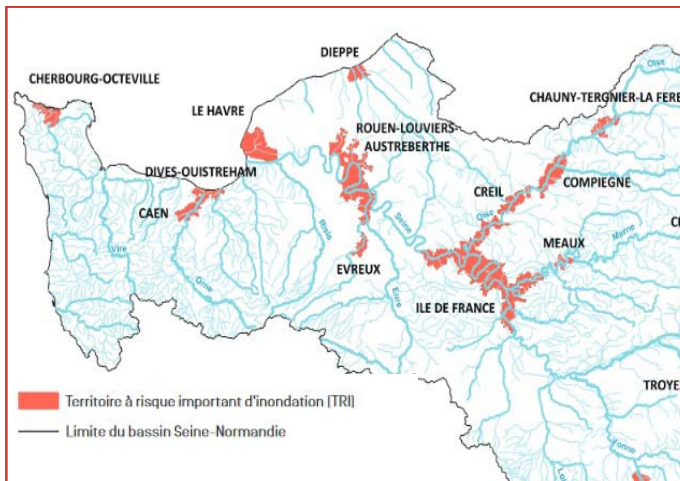 DIEPPE
Oise
CHERBOURG-OCTEVILLE
CHAUNY-TERGNIER-LA FERE
LE HAVRE
ROUEN-LOUVIERS-
AUSTREBERTHE
DIVES-OUISTREHAM
CREIL
COMPIEGNE
CAEN
Oise
Risle
Seine
Marne
MEAUX
Vire
Orne
EVREUX
Eure
ILE DE FRANCE
TROYE
Territoire à risque important d'inondation (TRI)
Limite du bassin Seine-Normandie
Yonne